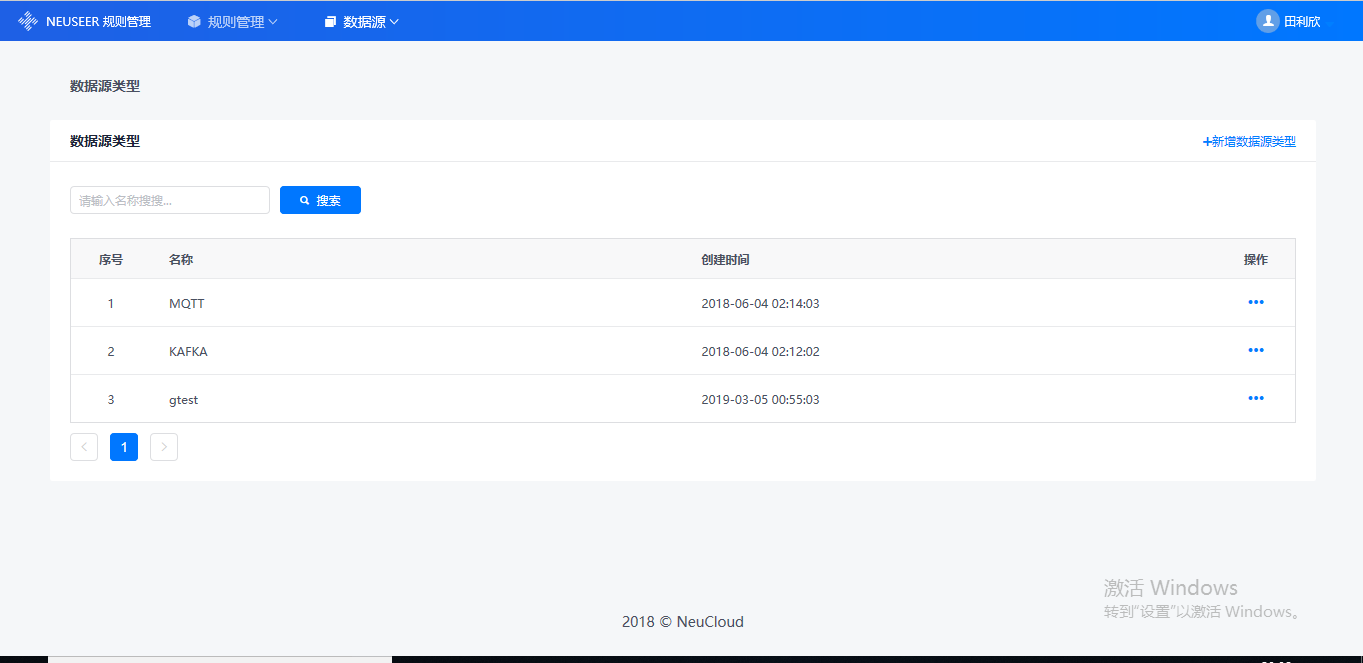 NEUSEER 规则管理 规则管理 数据源 田利欣
数据源类型
数据源类型 +新增数据源类型
请输入名称搜搜... 搜索
序号 名称 创建时间 操作
1 MQTT 2018-06-04 02:14:03
2 KAFKA 2018-06-04 02:12:02
3 gtest 2019-03-05 00:55:03
1
激活 Windows
转到"设置"以激活 Windows。
2018 © NeuCloud